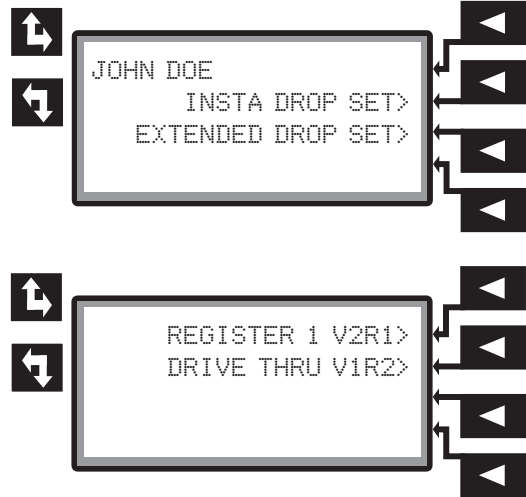 JOHN DOE
INSTA DROP SET>
EXTENDED DROP SET>
REGISTER 1 V2R1>
DRIVE THRU V1R2>